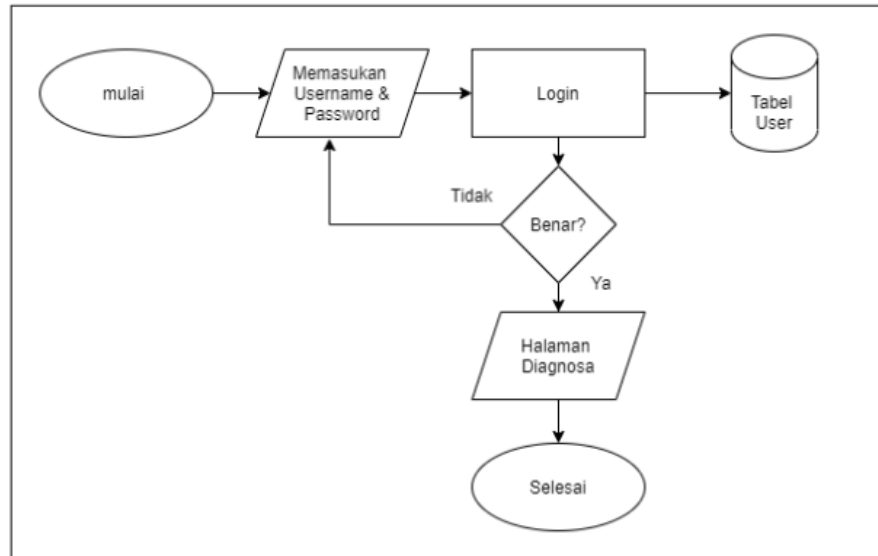 mulai
Memasukan
Username &
Password
Login
Tabel
User
Tidak
Benar?
Ya
Halaman
Diagnosa
Selesai